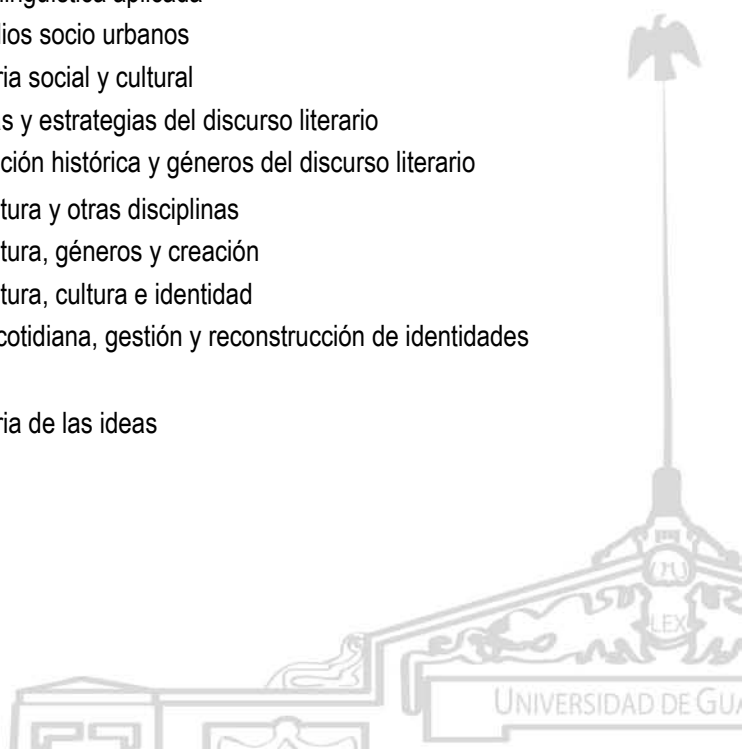 lingüística aplicada
dios socio urbanos
ria social y cultural
s y estrategias del discurso literario
ción histórica y géneros del discurso literario
tura y otras disciplinas
tura, géneros y creación
tura, cultura e identidad
cotidiana, gestión y reconstrucción de identidades
ria de las ideas
LEX
UNIVERSIDAD DE GUA